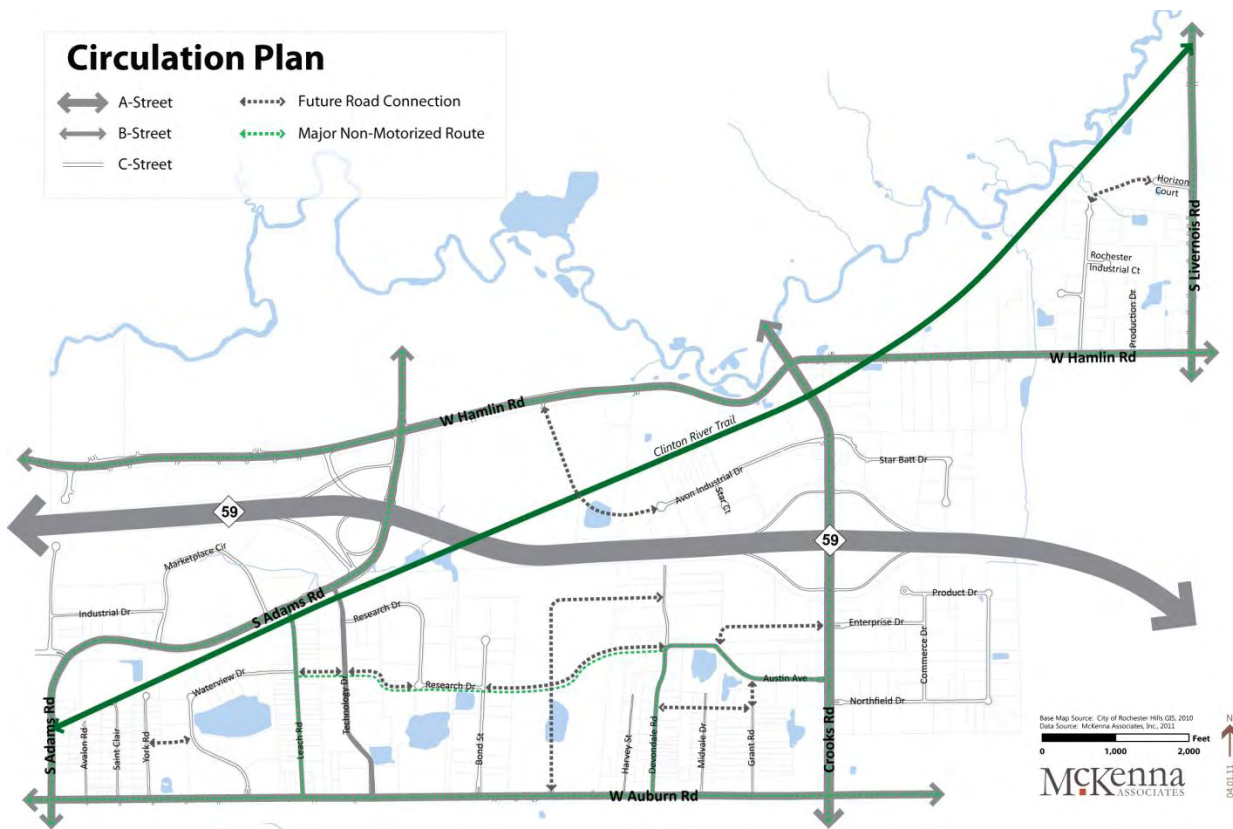 Circulation Plan
A-Street
B-Street
C-Street
Future Road Connection
Major Non-Motorized Route
Horizon
Court
S Livernois Rd
Rochester
Industrial Ct
Production Dr
W Hamlin Rd
W Hamlin Rd
Clinton River Trail
Star Batt Dr
Avon Industrial Dr
Star Ct
59
59
Marketplace Cir
Industrial Dr
S Adams Rd
Research Dr
Product Dr
Enterprise Dr
Commerce Dr
Waterview Dr
Technology Dr
Research Dr
Austin Ave
Northfield Dr
S Adams Rd
Avalon Rd
Saint Clair
York Rd
Leach Rd
Bond St
Harvey St
Devondale Rd
Midvale Dr
Grant Rd
Crooks Rd
W Auburn Rd
Base Map Source: City of Rochester Hills GIS, 2010
Data Source: McKenna Associates, Inc., 2011
Feet
0 1,000 2,000
N
McKenna
ASSOCIATES
04.01.11